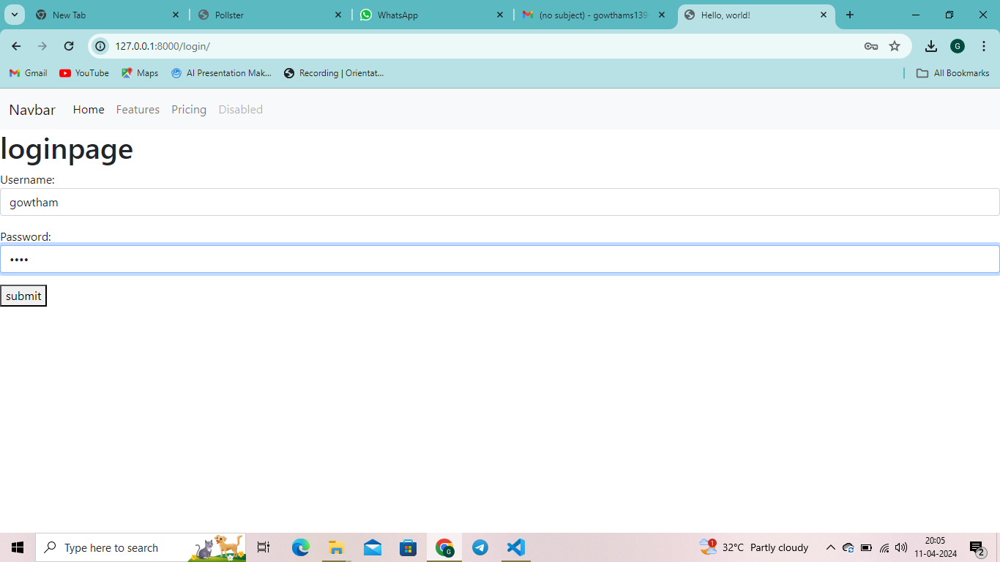 New Tab
Pollster
WhatsApp
(no subject) - gowthams139
Hello, world!
127.0.0.1:8000/login/
G
Gmail
YouTube
Maps
AI Presentation Mak...
Recording | Orientat...
All Bookmarks
Navbar Home Features Pricing Disabled
loginpage
Username:
gowtham
Password:
••••
submit
Type here to search
G
1
32°C Partly cloudy
20:05
11-04-2024
2